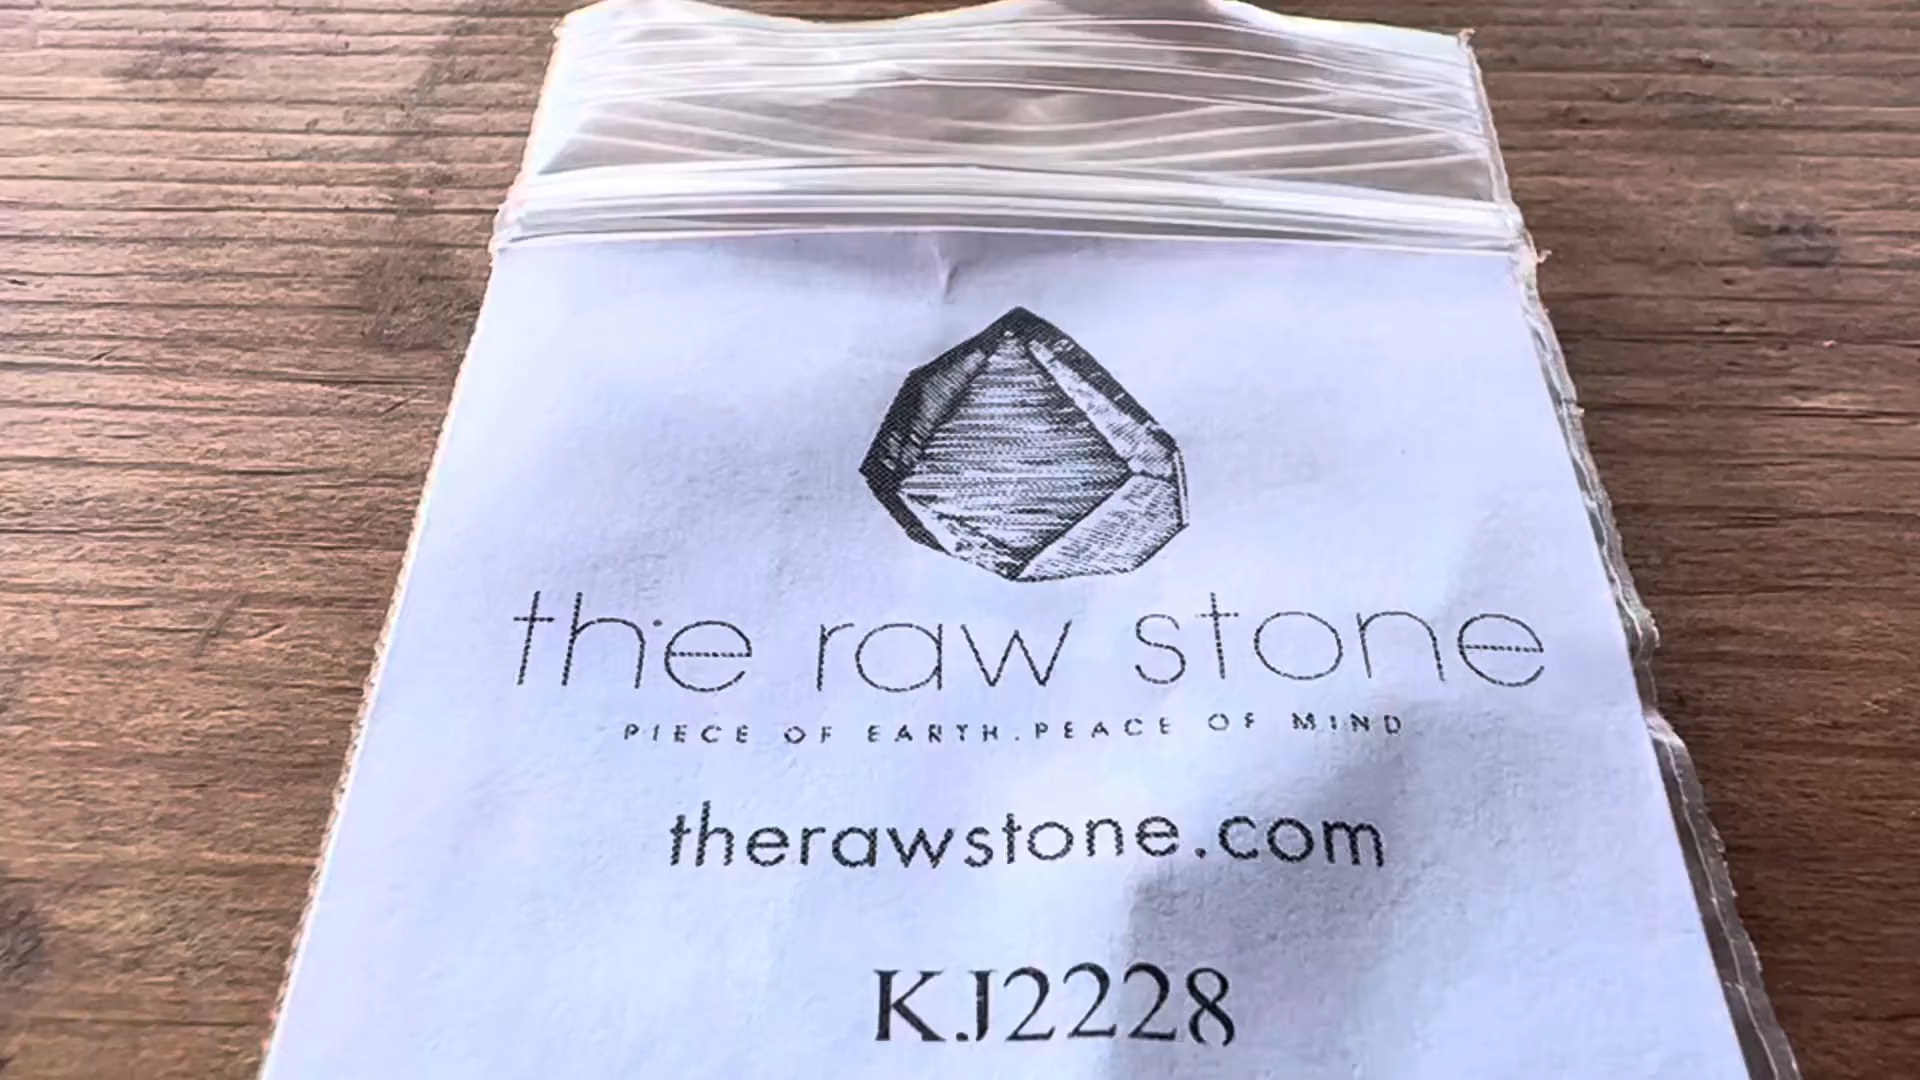 the raw stone
PIECE OF EARTH.PEACE OF MIND
therawstone.com
KJ2228